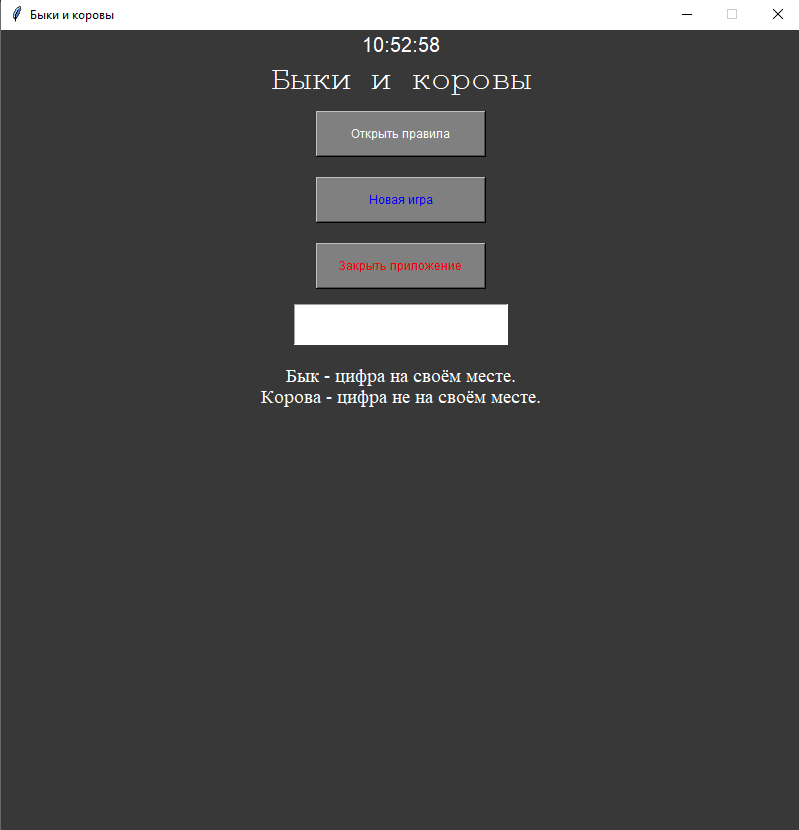 Быки и коровы
10:52:58
Быки и коровы
Открыть правила
Новая игра
Закрыть приложение
Бык - цифра на своём месте.
Корова - цифра не на своём месте.